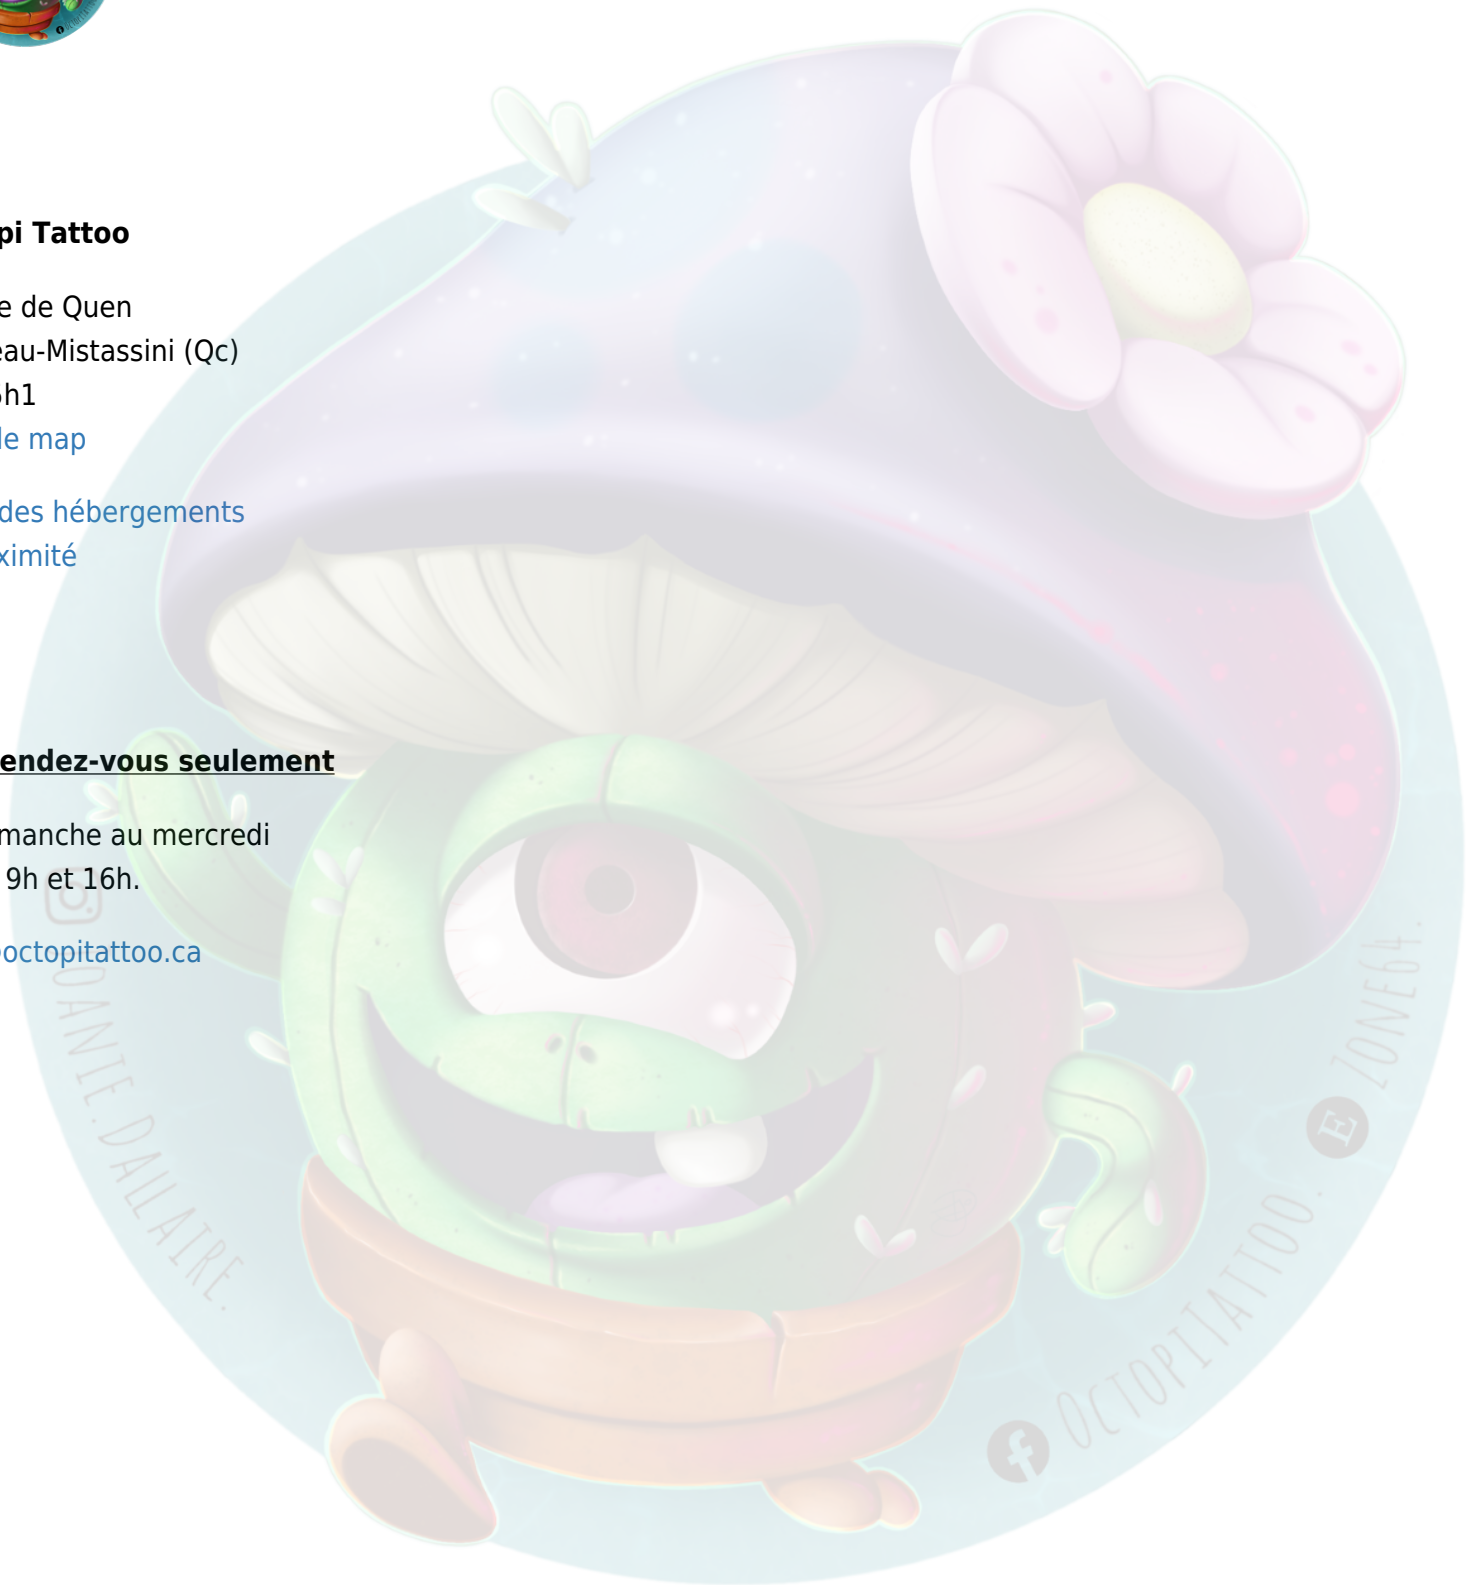 pi Tattoo
e de Quen
eau-Mistassini (Qc)
h1
le map
des hébergements
ximité
endez-vous seulement
manche au mercredi
9h et 16h.
octopitattoo.ca
OANIE.DALLAIRE.
OCTOPITATTOO.
E ZONE64.